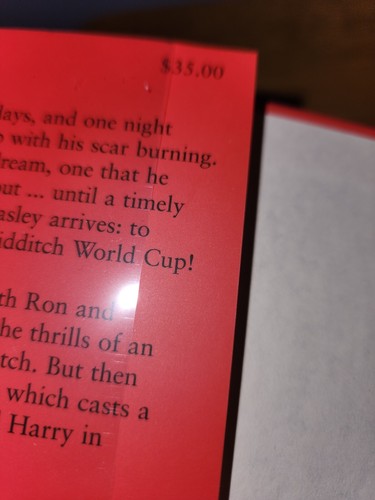 $35.00
lays, and one night
with his scar burning.
ream, one that he
out ... until a timely
asley arrives: to
idditch World Cup!
th Ron and
he thrills of an
tch. But then
which casts a
Harry in